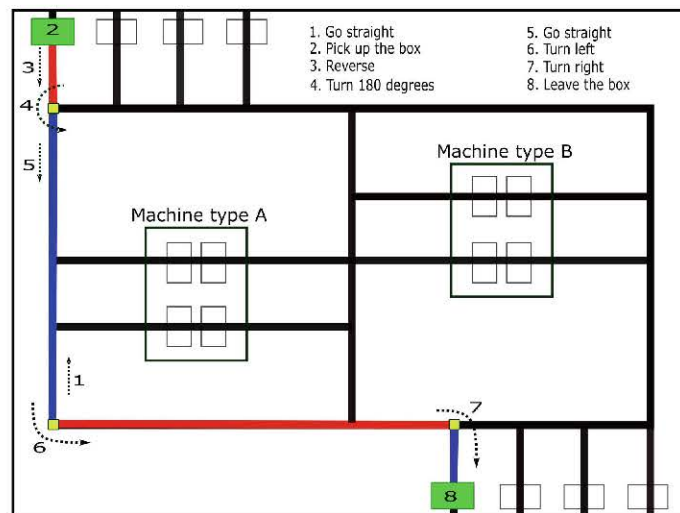 2
1. Go straight
2. Pick up the box
3. Reverse
4. Turn 180 degrees
5. Go straight
6. Turn left
7. Turn right
8. Leave the box
3
4
5
Machine type B
Machine type A
1
7
6
8